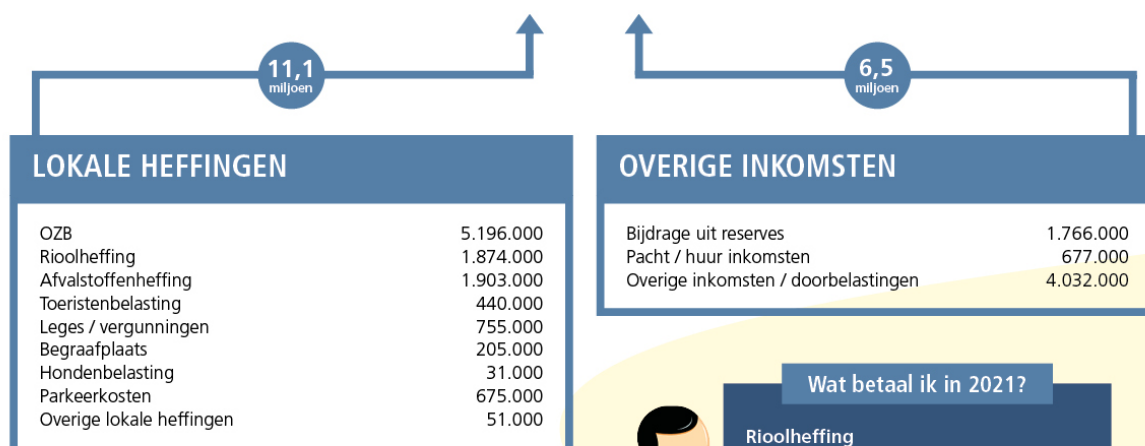 11,1
miljoen
6,5
miljoen
LOKALE HEFFINGEN
OZB 5.196.000
Rioolheffing 1.874.000
Afvalstoffenheffing 1.903.000
Toeristenbelasting 440.000
Leges / vergunningen 755.000
Begraafplaats 205.000
Hondenbelasting 31.000
Parkeerkosten 675.000
Overige lokale heffingen 51.000
OVERIGE INKOMSTEN
Bijdrage uit reserves 1.766.000
Pacht / huur inkomsten 677.000
Overige inkomsten / doorbelastingen 4.032.000
Wat betaal ik in 2021?
Rioolheffing